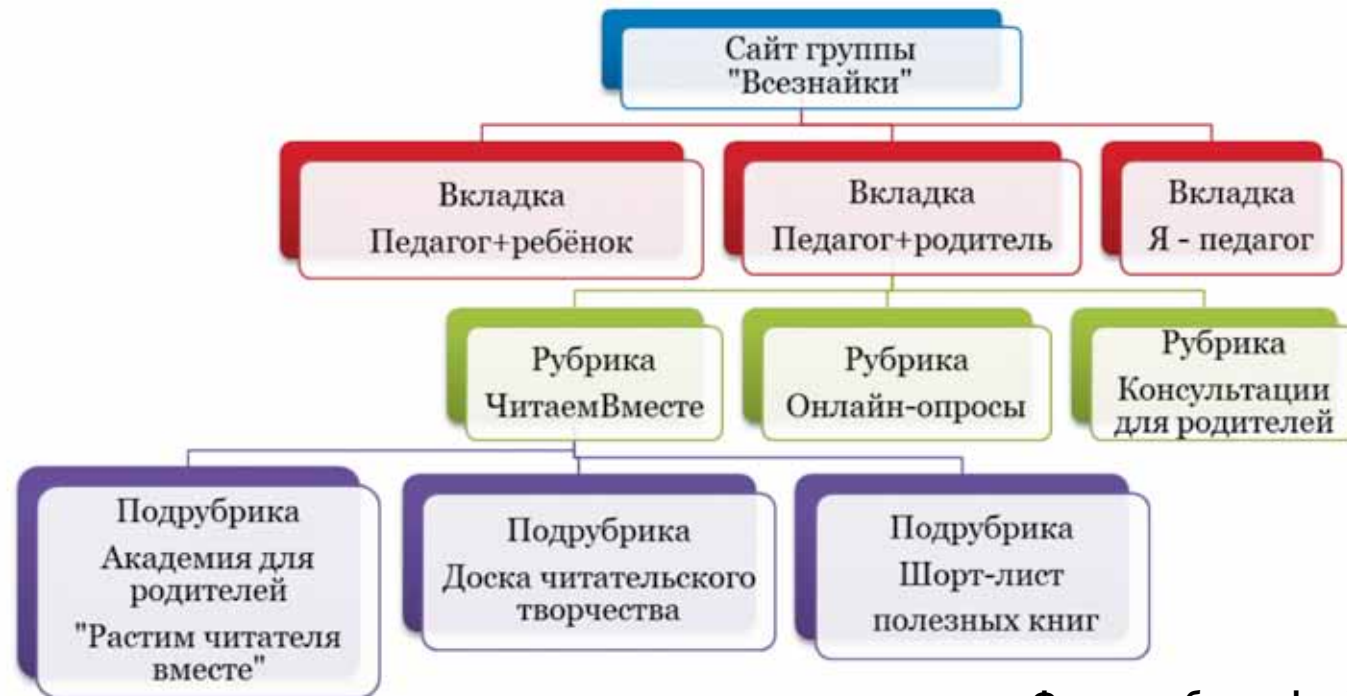 Сайт группы
"Всезнайки"
Вкладка
Педагог+ребёнок
Вкладка
Педагог+родитель
Вкладка
Я - педагог
Рубрика
ЧитаемВместе
Рубрика
Онлайн-опросы
Рубрика
Консультации
для родителей
Подрубрика
Академия для
родителей
"Растим читателя
вместе"
Подрубрика
Доска читательского
творчества
Подрубрика
Шорт-лист
полезных книг